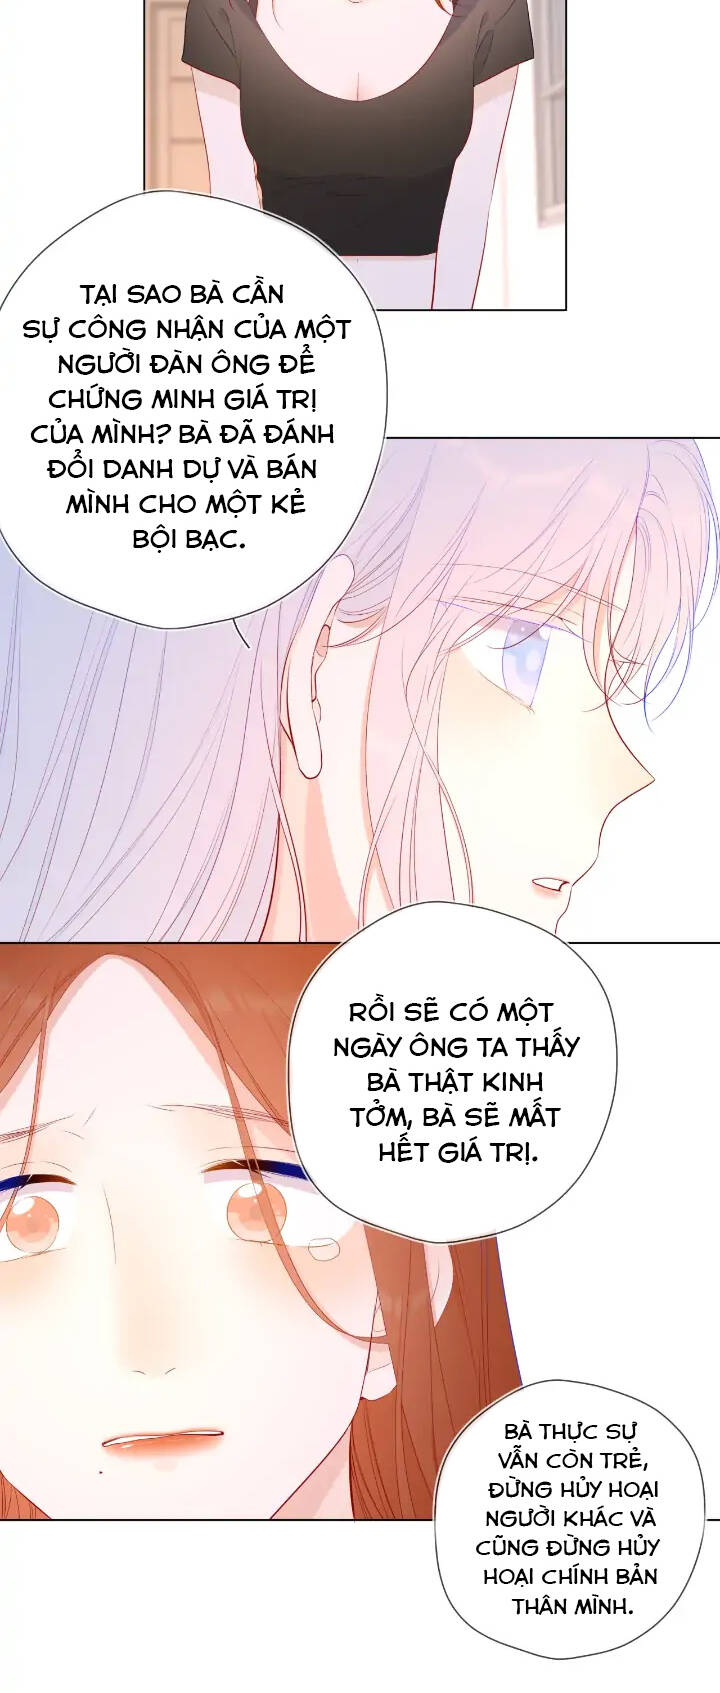 TẠI SAO BÀ CẦN
SỰ CÔNG NHẬN CỦA MỘT
NGƯỜI ĐÀN ÔNG ĐỂ
CHỨNG MINH GIÁ TRỊ
CỦA MÌNH? BÀ ĐÃ ĐÁNH
ĐỔI DANH DỰ VÀ BÁN
MÌNH CHO MỘT KẺ
BỘI BẠC.
RỒI SẼ CÓ MỘT
NGÀY ÔNG TA THẤY
BÀ THẬT KINH
TỞM, BÀ SẼ MẤT
HẾT GIÁ TRỊ.
BÀ THỰC SỰ
VẪN CÒN TRẺ,
ĐỪNG HỦY HOẠI
NGƯỜI KHÁC VÀ
CŨNG ĐỪNG HỦY
HOẠI CHÍNH BẢN
THÂN MÌNH.